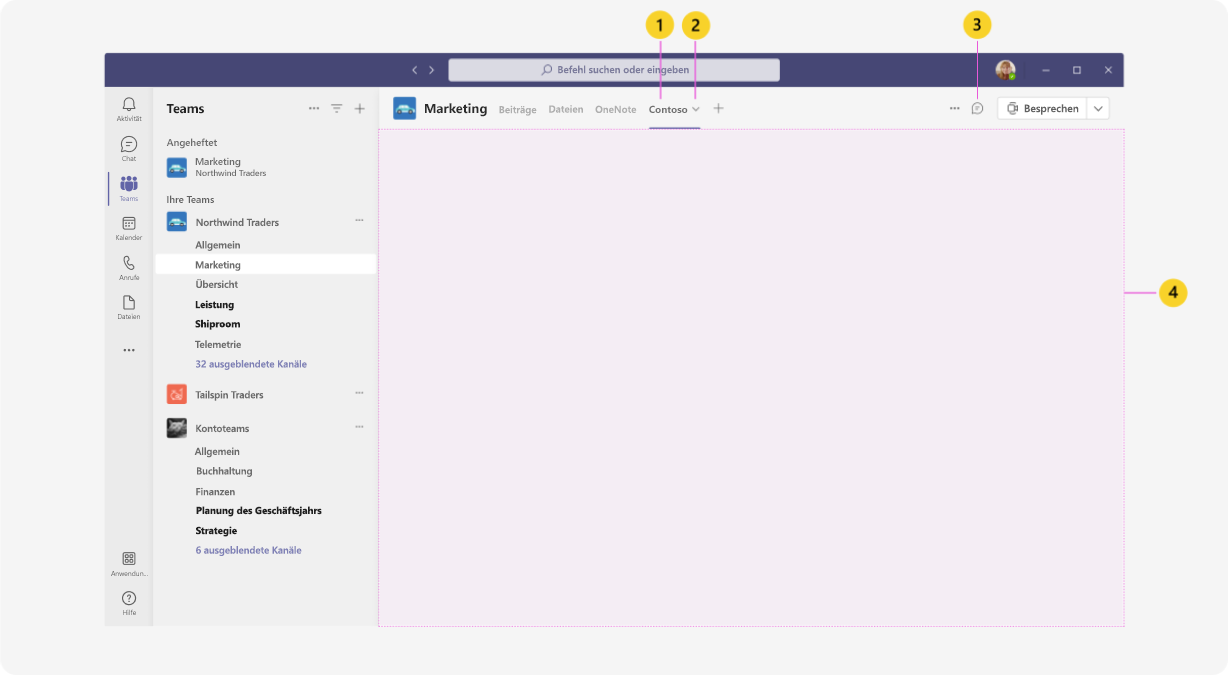 1 2 3
Befehl suchen oder eingeben
Aktivität
Chat
Teams
Kalender
Anrufe
Dateien
Anwendun...
Hilfe
Teams
Angeheftet
Marketing
Northwind Traders
Ihre Teams
Northwind Traders
Allgemein
Marketing
Übersicht
Leistung
Shiproom
Telemetrie
32 ausgeblendete Kanäle
Tailspin Traders
Kontoteams
Allgemein
Buchhaltung
Finanzen
Planung des Geschäftsjahrs
Strategie
6 ausgeblendete Kanäle
Marketing Beiträge Dateien OneNote Contoso
Besprechen
4